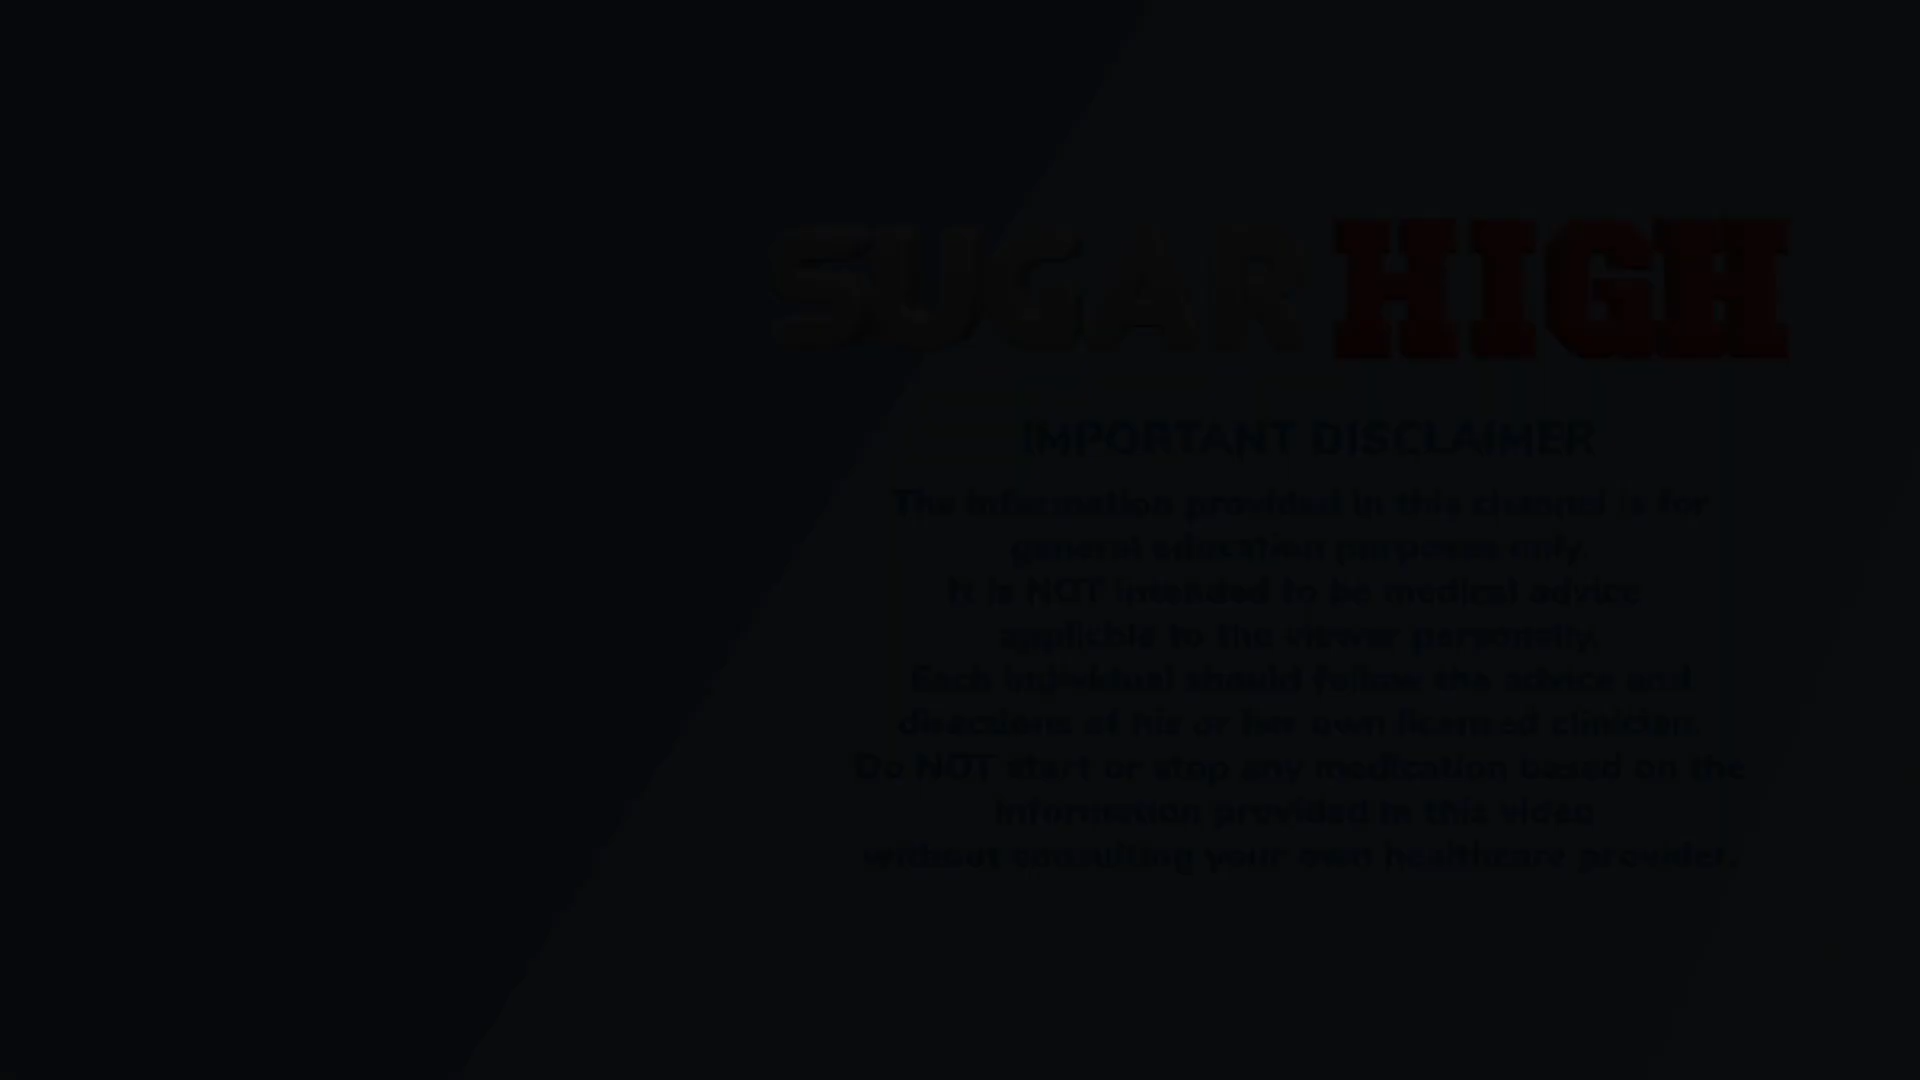 SUGAR HIGH
IMPORTANT DISCLAIMER
The information provided in this channel is for
general education purposes only.
It is NOT intended to be medical advice
applicble to the viewer personally.
Each individual should follow the advice and
directions of his or her own licensed clinician.
Do NOT start or stop any medication based on the
information provided in this video
without consulting your own healthcare provider.